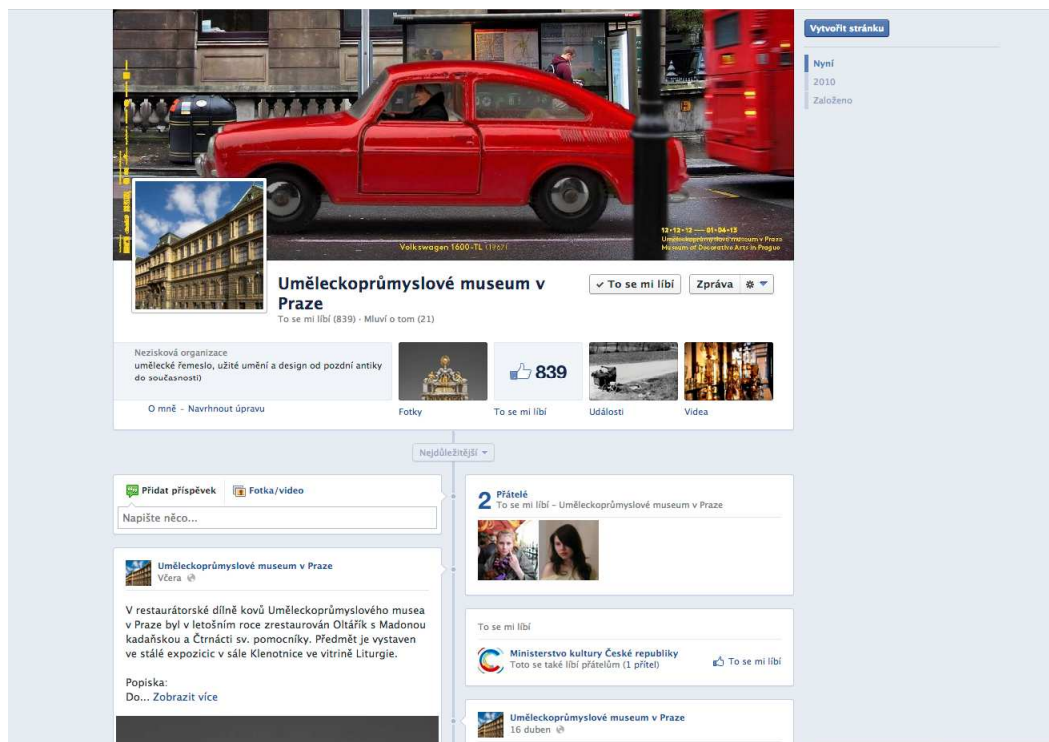 Vytvořit stránku
Nyní
2010
Založeno
Volkswagen 1600-TL (1967)
12•12•12 — 01•04•13
Uměleckoprůmyslové museum v Praze
Museum of Decorative Arts in Prague
Uměleckoprůmyslové museum v
Praze
To se mi líbí (839) · Mluví o tom (21)
To se mi líbí
Zpráva
Nezisková organizace
umělecké řemeslo, užité umění a design od pozdní antiky
do současnosti)
O mně - Navrhnout úpravu
839
Fotky
To se mi líbí
Události
Videa
Nejdůležitější
Přidat příspěvek
Fotka/video
Napište něco...
Uměleckoprůmyslové museum v Praze
Včera
V restaurátorské dílně kovů Uměleckoprůmyslového musea
v Praze byl v letošním roce zrestaurován Oltářík s Madonou
kadaňskou a Čtrnácti sv. pomocníky. Předmět je vystaven
ve stálé expozicic v sále Klenotnice ve vitrině Liturgie.
Popiska:
Do... Zobrazit více
2 Přátelé
To se mi líbí – Uměleckoprůmyslové museum v Praze
To se mi líbí
Ministerstvo kultury České republiky
Toto se také líbí přátelům (1 přítel)
To se mi líbí
Uměleckoprůmyslové museum v Praze
16 duben